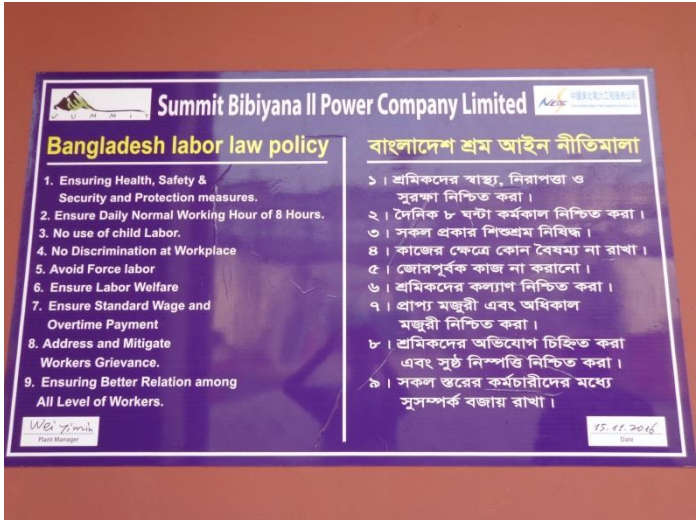 SUMMIT
Summit Bibiyana ll Power Company Limited
NEPC
Bangladesh labor law policy
1. Ensuring Health, Safety &
Security and Protection measures.
2. Ensure Daily Normal Working Hour of 8 Hours.
3. No use of child Labor.
4. No Discrimination at Workplace
5. Avoid Force labor
6. Ensure Labor Welfare
7. Ensure Standard Wage and
Overtime Payment
8. Address and Mitigate
Workers Grievance.
9. Ensuring Better Relation among
All Level of Workers.
Wei Yimin
Plant Manager
বাংলাদেশ শ্রম আইন নীতিমালা
১। শ্রমিকদের স্বাস্থ্য, নিরাপত্তা ও
সুরক্ষা নিশ্চিত করা।
২। দৈনিক ৮ ঘন্টা কর্মকাল নিশ্চিত করা।
৩। সকল প্রকার শিশুশ্রম নিষিদ্ধ।
৪। কাজের ক্ষেত্রে কোন বৈষম্য না রাখা।
৫। জোরপূর্বক কাজ না করানো।
৬। শ্রমিকদের কল্যাণ নিশ্চিত করা।
৭। প্রাপ্য মজুরী এবং অধিকাল
মজুরী নিশ্চিত করা।
৮। শ্রমিকদের অভিযোগ চিহ্নিত করা
এবং সুষ্ঠ নিস্পত্তি নিশ্চিত করা।
৯। সকল স্তরের কর্মচারীদের মধ্যে
সুসম্পর্ক বজায় রাখা।
15.11.2016
Date